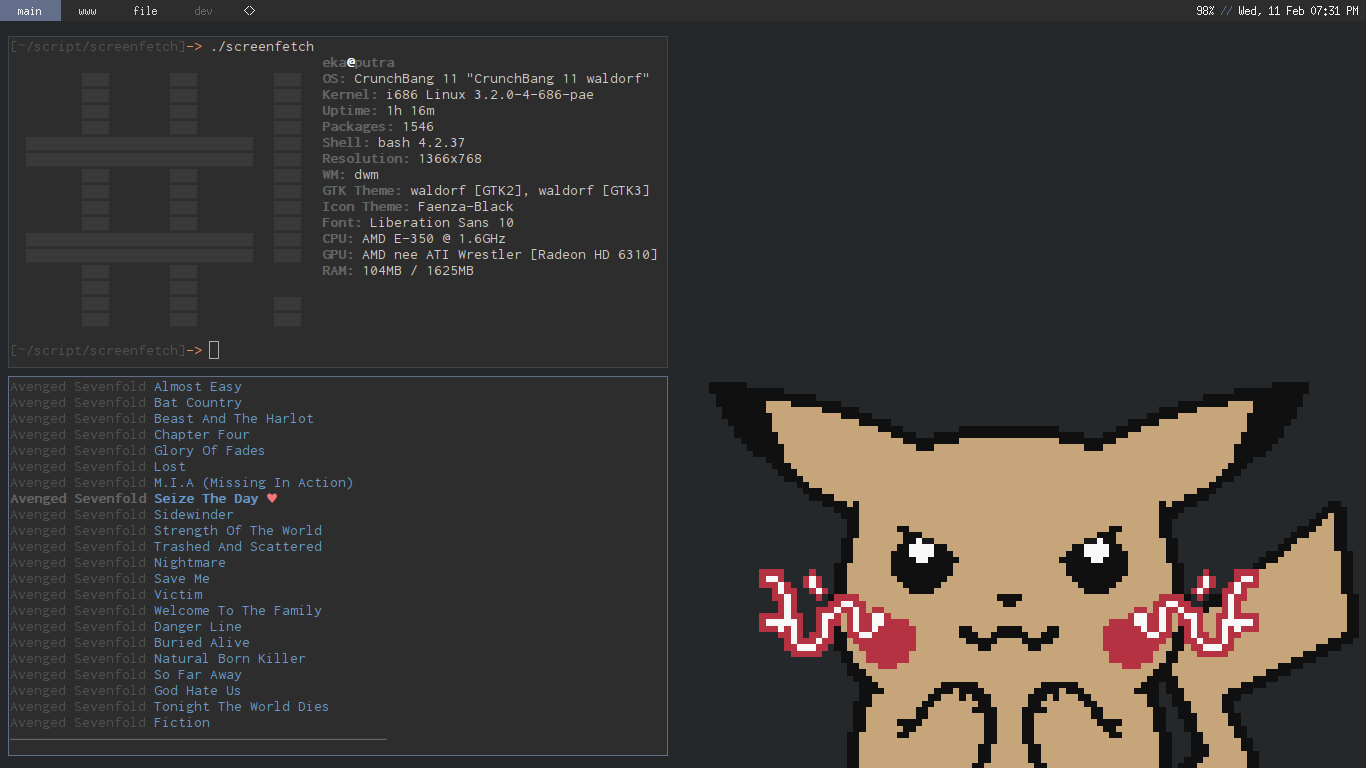 main www file dev <> 98% // Wed, 11 Feb 07:31 PM
[~/script/screenfetch]-> ./screenfetch
eka@putra
OS: CrunchBang 11 "CrunchBang 11 waldorf"
Kernel: i686 Linux 3.2.0-4-686-pae
Uptime: 1h 16m
Packages: 1546
Shell: bash 4.2.37
Resolution: 1366x768
WM: dwm
GTK Theme: waldorf [GTK2], waldorf [GTK3]
Icon Theme: Faenza-Black
Font: Liberation Sans 10
CPU: AMD E-350 @ 1.6GHz
GPU: AMD nee ATI Wrestler [Radeon HD 6310]
RAM: 104MB / 1625MB
[~/script/screenfetch]->
Avenged Sevenfold Almost Easy
Avenged Sevenfold Bat Country
Avenged Sevenfold Beast And The Harlot
Avenged Sevenfold Chapter Four
Avenged Sevenfold Glory Of Fades
Avenged Sevenfold Lost
Avenged Sevenfold M.I.A (Missing In Action)
Avenged Sevenfold Seize The Day ♥
Avenged Sevenfold Sidewinder
Avenged Sevenfold Strength Of The World
Avenged Sevenfold Trashed And Scattered
Avenged Sevenfold Nightmare
Avenged Sevenfold Save Me
Avenged Sevenfold Victim
Avenged Sevenfold Welcome To The Family
Avenged Sevenfold Danger Line
Avenged Sevenfold Buried Alive
Avenged Sevenfold Natural Born Killer
Avenged Sevenfold So Far Away
Avenged Sevenfold God Hate Us
Avenged Sevenfold Tonight The World Dies
Avenged Sevenfold Fiction